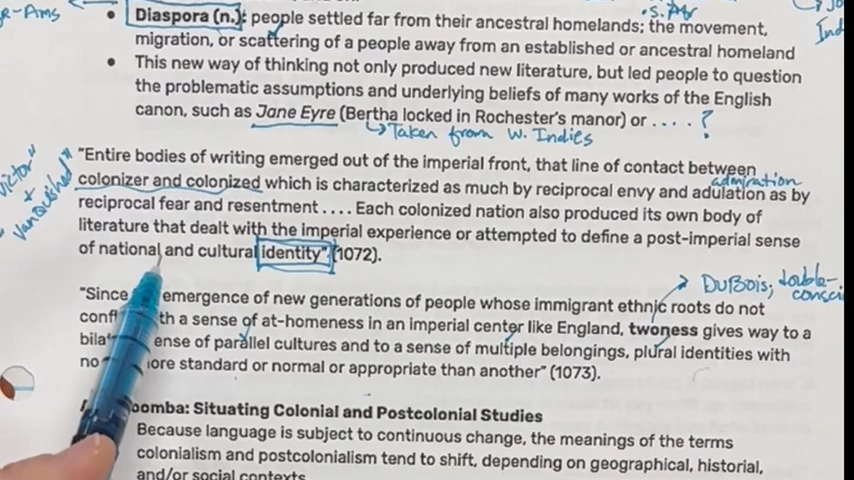 Diaspora (n.): people settled far from their ancestral homelands; the movement,
migration, or scattering of a people away from an established or ancestral homeland
This new way of thinking not only produced new literature, but led people to question
the problematic assumptions and underlying beliefs of many works of the English
canon, such as Jane Eyre (Bertha locked in Rochester's manor) or .... ?
Taken from W. Indies
"Entire bodies of writing emerged out of the imperial front, that line of contact between
admiration
"Victor"
+
"Vanquished"
colonizer and colonized which is characterized as much by reciprocal envy and adulation as by
reciprocal fear and resentment .... Each colonized nation also produced its own body of
literature that dealt with the imperial experience or attempted to define a post-imperial sense
of national and cultural identity" (1072).
DuBois; double-
"Since emergence of new generations of people whose immigrant ethnic roots do not
a sense of at-homeness in an imperial center like England, twoness gives way to a
sense of parallel cultures and to a sense of multiple belongings, plural identities with
no more standard or normal or appropriate than another" (1073).
Loomba: Situating Colonial and Postcolonial Studies
Because language is subject to continuous change, the meanings of the terms
colonialism and postcolonialism tend to shift, depending on geographical, historical,
and/or social contexts.